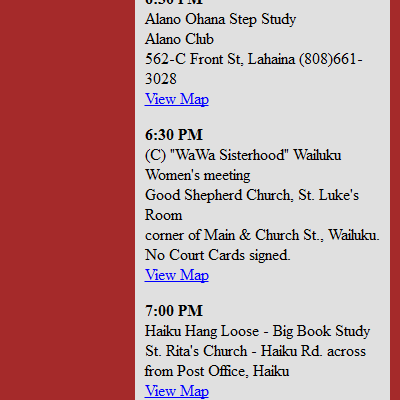 6:30 PM
Alano Ohana Step Study
Alano Club
562-C Front St, Lahaina (808)661-
3028
View Map
6:30 PM
(C) "WaWa Sisterhood" Wailuku
Women's meeting
Good Shepherd Church, St. Luke's
Room
corner of Main & Church St., Wailuku.
No Court Cards signed.
View Map
7:00 PM
Haiku Hang Loose - Big Book Study
St. Rita's Church - Haiku Rd. across
from Post Office, Haiku
View Map